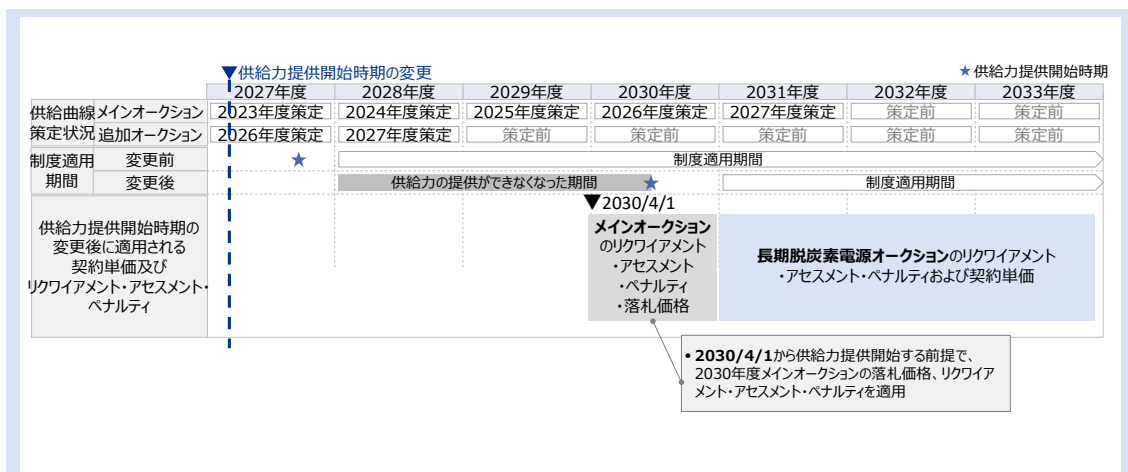 ▼供給力提供開始時期の変更
★供給力提供開始時期
2027年度 2028年度 2029年度 2030年度 2031年度 2032年度 2033年度
供給曲線 メインオークション 2023年度策定 2024年度策定 2025年度策定 2026年度策定 2027年度策定 策定前 策定前
策定状況 追加オークション 2026年度策定 2027年度策定 策定前 策定前 策定前 策定前 策定前
制度適用 変更前 ★ 制度適用期間
期間 変更後 供給力の提供ができなくなった期間 ★ 制度適用期間
▼2030/4/1
供給力提供開始時期の
変更後に適用される
契約単価及び
リクワイアメント・アセスメント・
ペナルティ
メインオークション
のリクワイアメント
・アセスメント
・ペナルティ
・落札価格
長期脱炭素電源オークションのリクワイアメント
・アセスメント・ペナルティおよび契約単価
• 2030/4/1から供給力提供開始する前提で、
2030年度メインオークションの落札価格、リクワイア
メント・アセスメント・ペナルティを適用